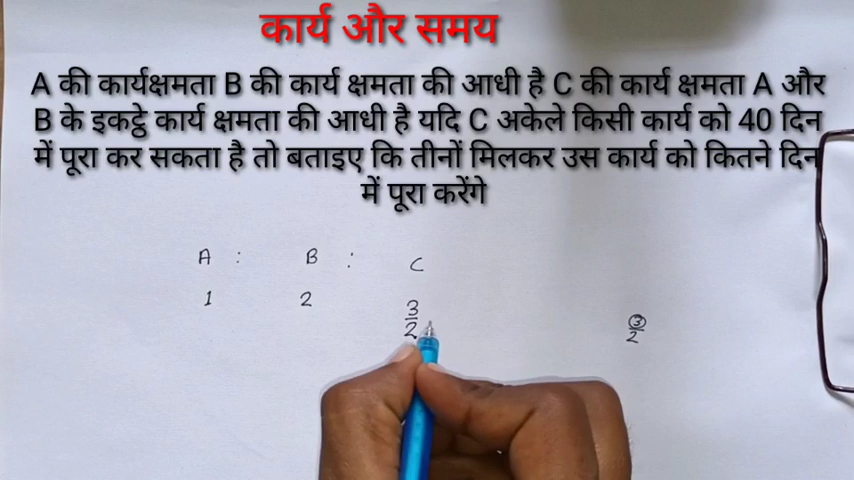 कार्य और समय
A की कार्यक्षमता B की कार्य क्षमता की आधी है C की कार्य क्षमता A और
B के इकट्ठे कार्य क्षमता की आधी है यदि C अकेले किसी कार्य को 40 दिन
में पूरा कर सकता है तो बताइए कि तीनों मिलकर उस कार्य को कितने दिन
में पूरा करेंगे
A : B : C
1 2 3/2
3/2